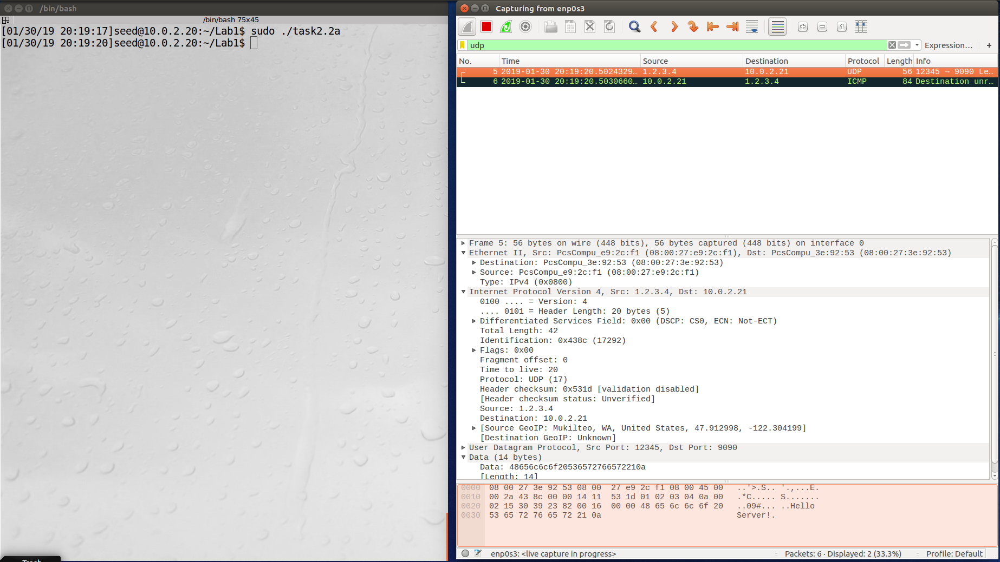 /bin/bash
/bin/bash 75x45
[01/30/19 20:19:17]seed@10.0.2.20:~/Lab1$ sudo ./task2.2a
[01/30/19 20:19:20]seed@10.0.2.20:~/Lab1$
Capturing from enp0s3
udp
Expression…
+
No. Time Source Destination Protocol Length Info
5 2019-01-30 20:19:20.5024329… 1.2.3.4 10.0.2.21 UDP 56 12345 → 9090 Le…
6 2019-01-30 20:19:20.5030660… 10.0.2.21 1.2.3.4 ICMP 84 Destination unr…
Frame 5: 56 bytes on wire (448 bits), 56 bytes captured (448 bits) on interface 0
Ethernet II, Src: PcsCompu_e9:2c:f1 (08:00:27:e9:2c:f1), Dst: PcsCompu_3e:92:53 (08:00:27:3e:92:53)
Destination: PcsCompu_3e:92:53 (08:00:27:3e:92:53)
Source: PcsCompu_e9:2c:f1 (08:00:27:e9:2c:f1)
Type: IPv4 (0x0800)
Internet Protocol Version 4, Src: 1.2.3.4, Dst: 10.0.2.21
0100 .... = Version: 4
.... 0101 = Header Length: 20 bytes (5)
Differentiated Services Field: 0x00 (DSCP: CS0, ECN: Not-ECT)
Total Length: 42
Identification: 0x438c (17292)
Flags: 0x00
Fragment offset: 0
Time to live: 20
Protocol: UDP (17)
Header checksum: 0x531d [validation disabled]
[Header checksum status: Unverified]
Source: 1.2.3.4
Destination: 10.0.2.21
[Source GeoIP: Mukilteo, WA, United States, 47.912998, -122.304199]
[Destination GeoIP: Unknown]
User Datagram Protocol, Src Port: 12345, Dst Port: 9090
Data (14 bytes)
Data: 48656c6c6f20536572766572210a
[Length: 14]
0000 08 00 27 3e 92 53 08 00 27 e9 2c f1 08 00 45 00 ..'>.S.. '.,...E.
0010 00 2a 43 8c 00 00 14 11 53 1d 01 02 03 04 0a 00 .*C..... S.......
0020 02 15 30 39 23 82 00 16 00 00 48 65 6c 6c 6f 20 ..09#... ..Hello
0030 53 65 72 76 65 72 21 0a Server!.
enp0s3: <live capture in progress>
Packets: 6 · Displayed: 2 (33.3%)
Profile: Default
Trash